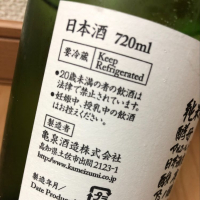 日本酒 720ml
要冷蔵 Keep
Refrigerated
●20歳未満の者の飲酒は
法律で禁止されています。
●妊娠中、授乳中の飲酒は
お控えください。
製造者
亀泉酒造株式会社
高知県土佐市出間2123-1
http://www.kameizumi.co.jp
製造年月/
Date Produc
純米